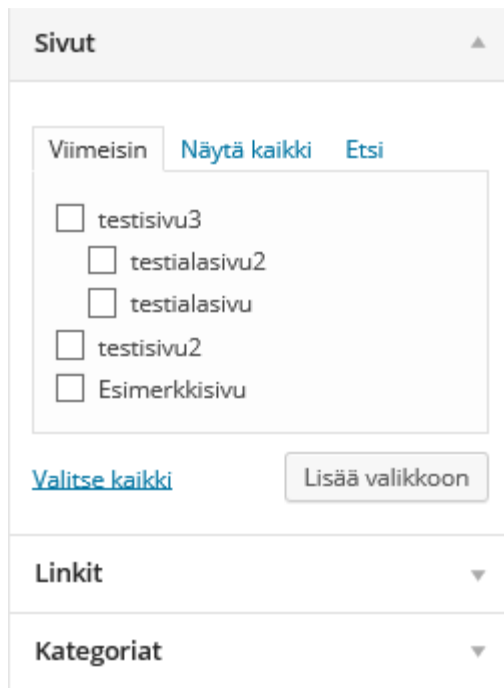 Sivut
Viimeisin Näytä kaikki Etsi
testisivu3
testialasivu2
testialasivu
testisivu2
Esimerkkisivu
Valitse kaikki Lisää valikkoon
Linkit
Kategoriat